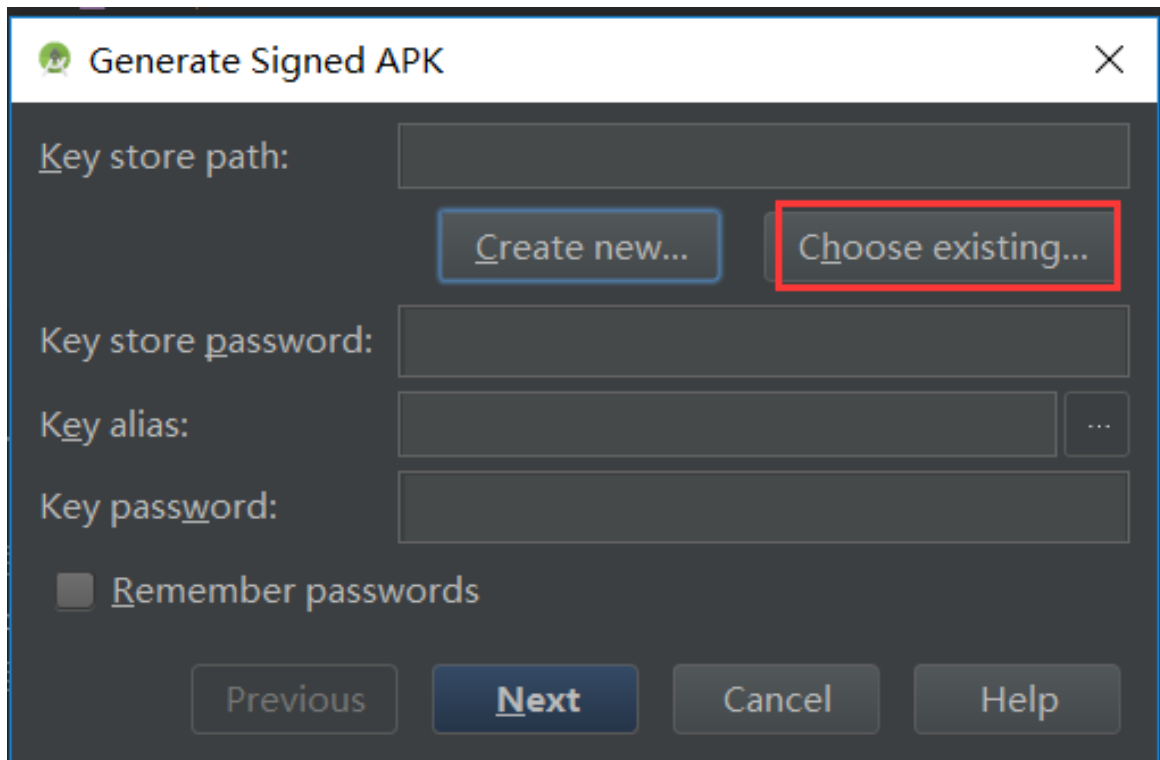 Generate Signed APK
Key store path:
Create new... Choose existing...
Key store password:
Key alias: ...
Key password:
Remember passwords
Previous Next Cancel Help